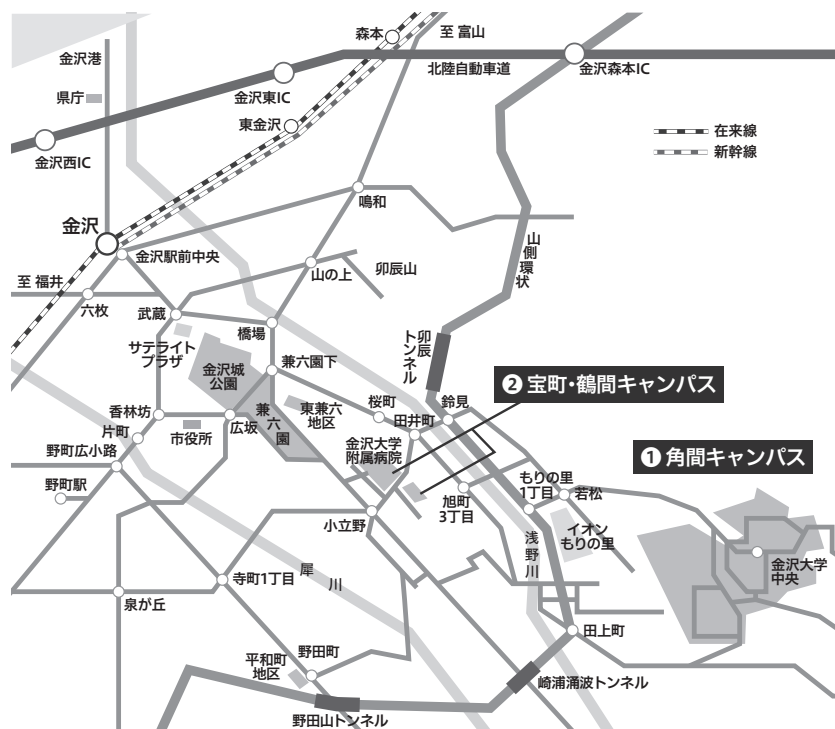 森本
至 富山
金沢港
北陸自動車道
金沢森本IC
県庁
金沢東IC
東金沢
在来線
新幹線
金沢西IC
鳴和
金沢
金沢駅前中央
山側環状
至 福井
山の上
卯辰山
六枚
武蔵
橋場
卯辰
トンネル
サテライト
プラザ
金沢城
公園
兼六園下
❷ 宝町・鶴間キャンパス
桜町
鈴見
香林坊
兼六園
東兼六
地区
田井町
片町
市役所
広坂
金沢大学
附属病院
❶ 角間キャンパス
野町広小路
もりの里
1丁目
若松
野町駅
旭町
3丁目
小立野
イオン
もりの里
浅野川
金沢大学
中央
寺町1丁目
犀川
泉が丘
田上町
野田町
平和町
地区
崎浦涌波トンネル
野田山トンネル